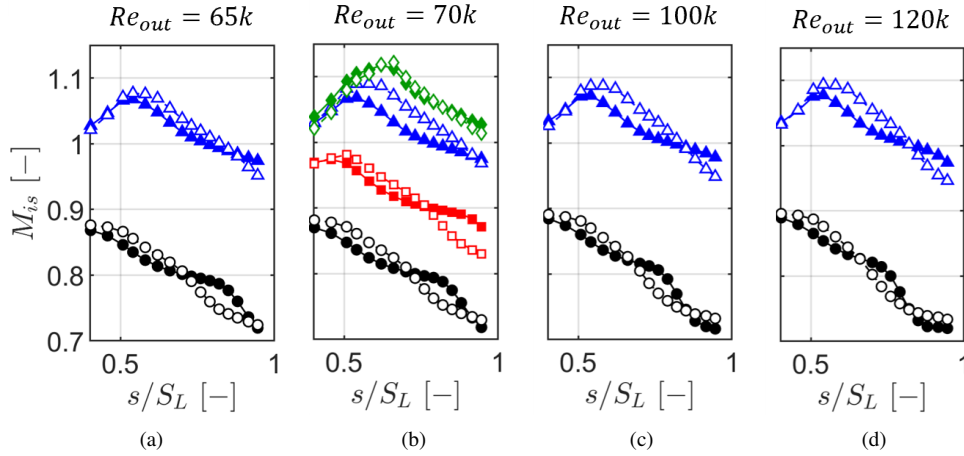 Re_out = 65k
Re_out = 70k
Re_out = 100k
Re_out = 120k
M_is [−]
1.1
1
0.9
0.8
0.7
0.5
1
0.5
1
0.5
1
0.5
1
s/S_L [−]
s/S_L [−]
s/S_L [−]
s/S_L [−]
(a)
(b)
(c)
(d)